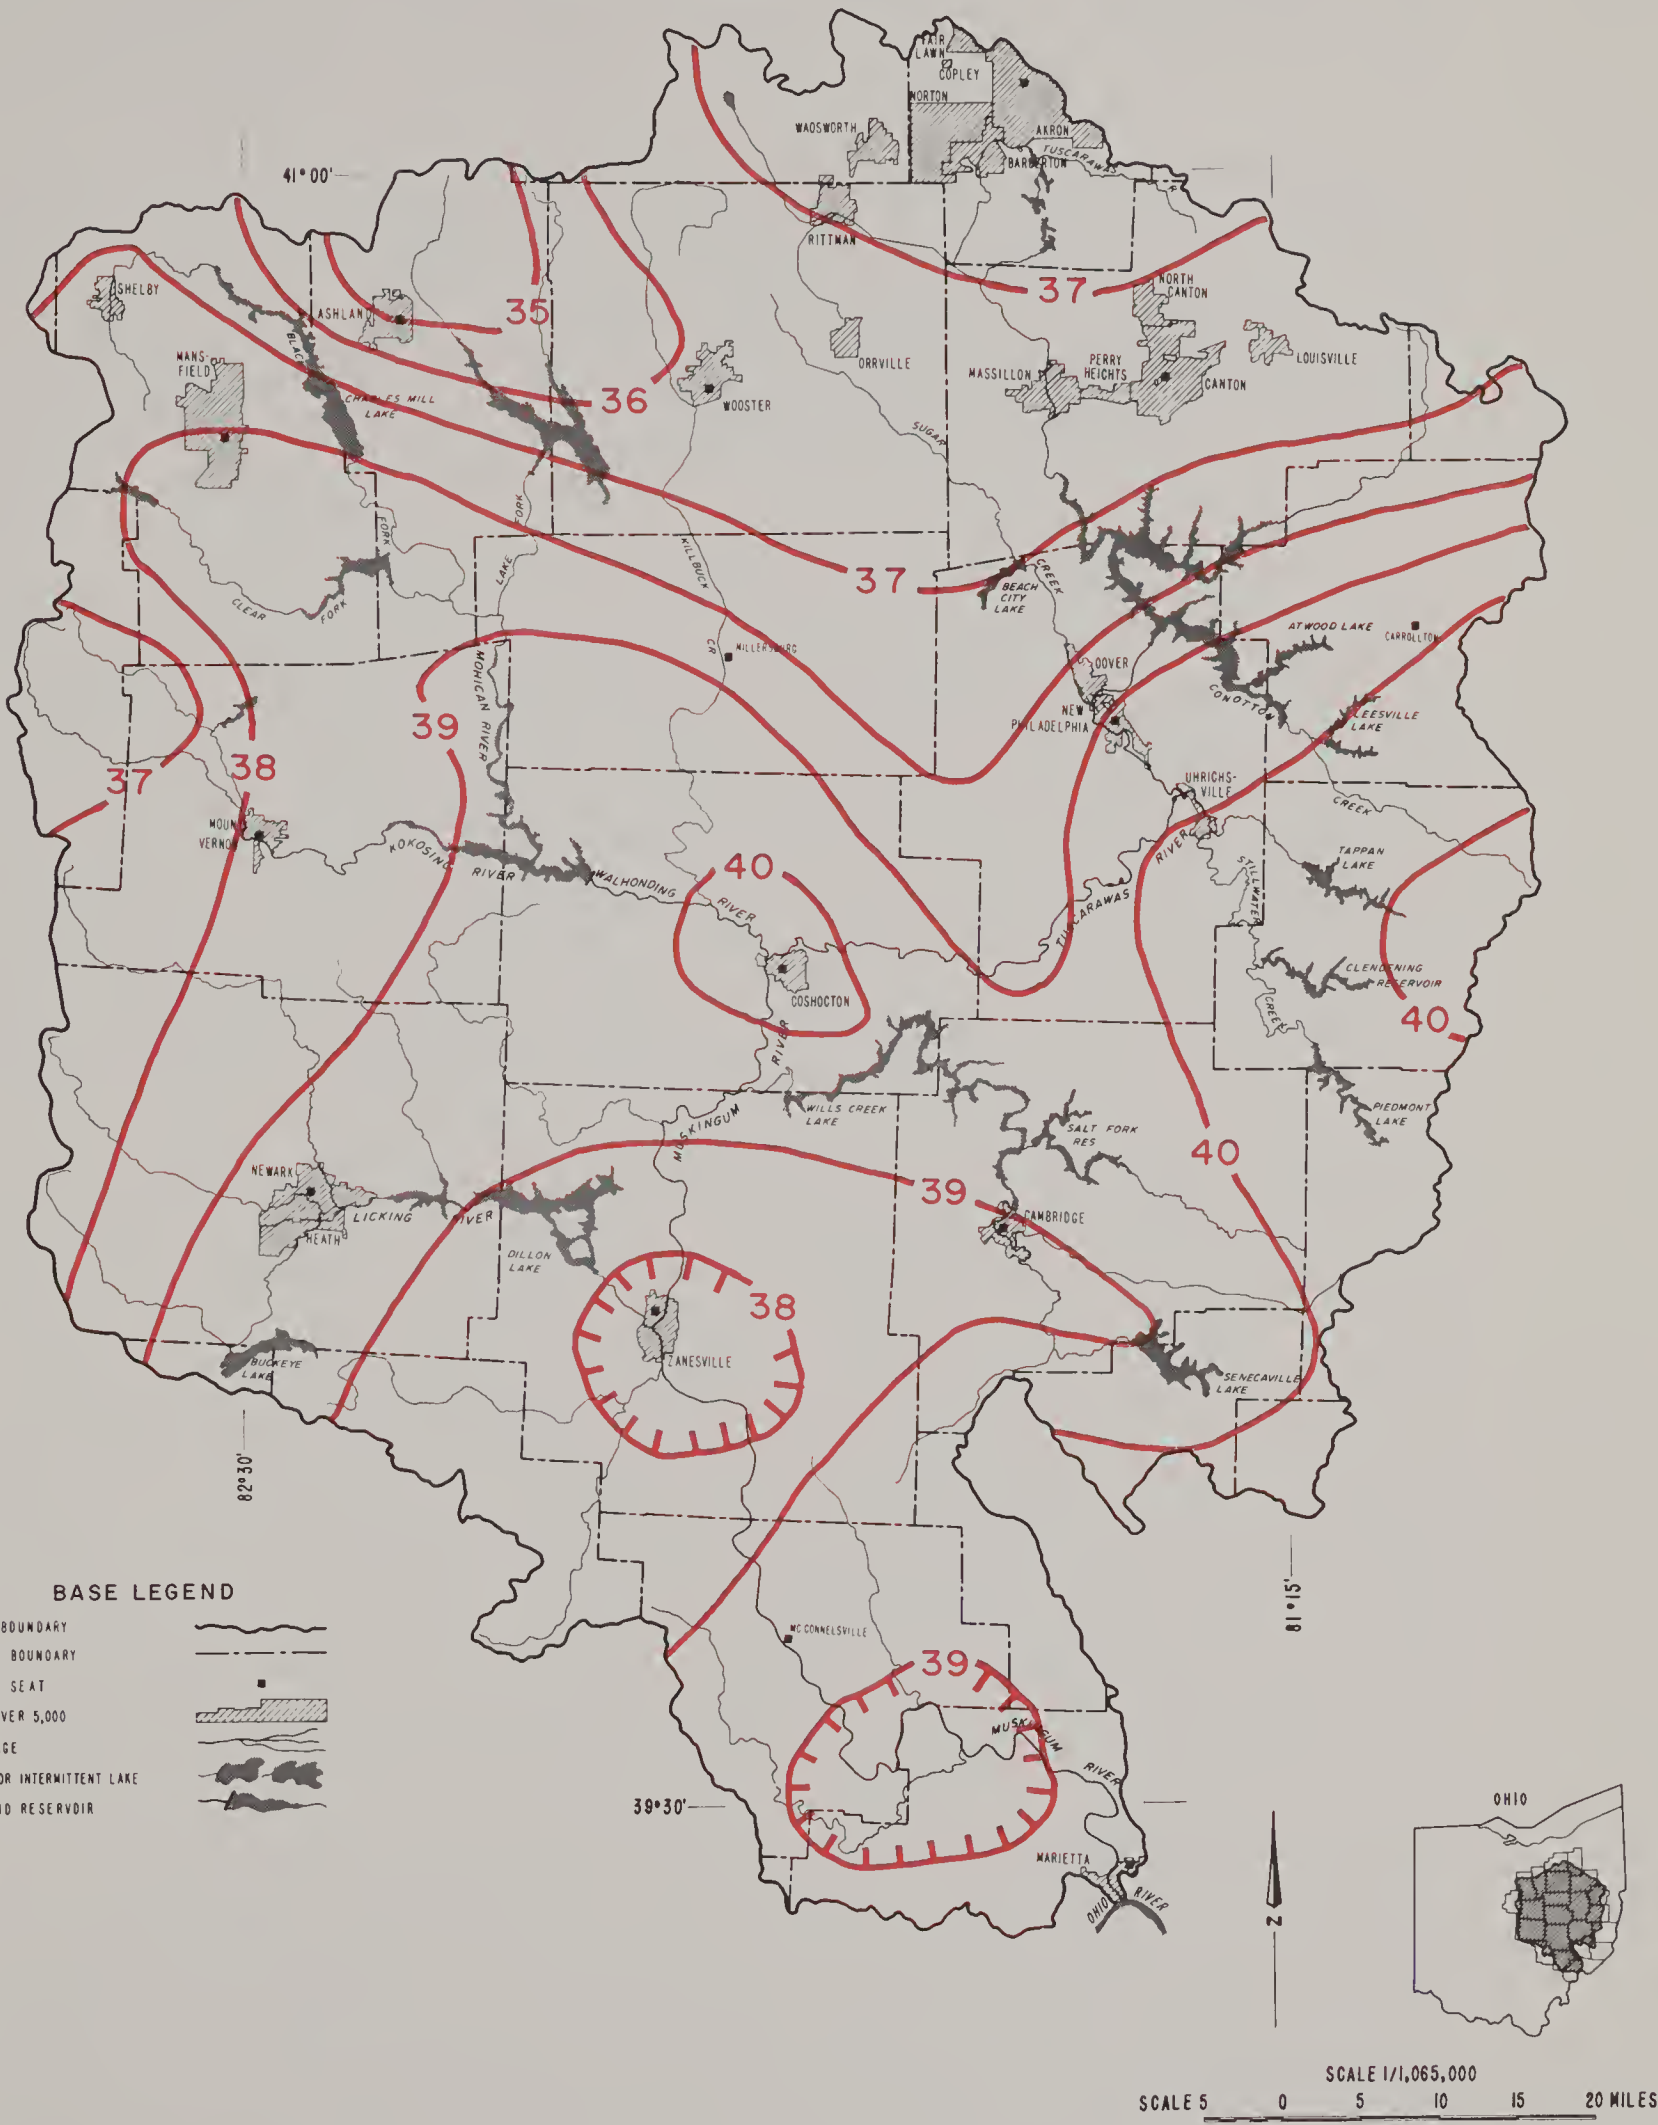 FAIR
LAWN
COPLEY
NORTON
WADSWORTH
AKRON
TUSCARAWAS
BARBERTON
41°00'
RITTMAN
SHELBY
37
NORTH
CANTON
ASHLAND
35
BLACK
MANS-
FIELD
ORRVILLE
MASSILLON
PERRY
HEIGHTS
LOUISVILLE
CANTON
CHARLES MILL
LAKE
36
WOOSTER
SUGAR
FORK
FORK
KILLBUCK
CREEK
LAKE
37
BEACH
CITY
LAKE
CLEAR
FORK
ATWOOD LAKE
CARROLLTON
CR
MILLERSBURG
MOHICAN RIVER
DOVER
CONOTTON
NEW
PHILADELPHIA
LEESVILLE
LAKE
39
37
38
UHRICHS-
VILLE
CREEK
MOUNT
VERNON
KOKOSING
RIVER
RIVER
TAPPAN
LAKE
40
WALHONDING
RIVER
STILLWATER
TUSCARAWAS
CLENDENING
RESERVOIR
COSHOCTON
CREEK
40
RIVER
WILLS CREEK
LAKE
PIEDMONT
LAKE
MUSKINGUM
SALT FORK
RES
40
NEWARK
39
LICKING
RIVER
CAMBRIDGE
HEATH
DILLON
LAKE
38
ZANESVILLE
BUCKEYE
LAKE
SENECAVILLE
LAKE
82°30'
81°15'
BASE LEGEND
BOUNDARY
BOUNDARY
SEAT
VER 5,000
GE
OR INTERMITTENT LAKE
ND RESERVOIR
MC CONNELSVILLE
39
MUSKINGUM
RIVER
39°30'
MARIETTA
OHIO
RIVER
OHIO
N
SCALE 1/1,065,000
SCALE 5 0 5 10 15 20 MILES